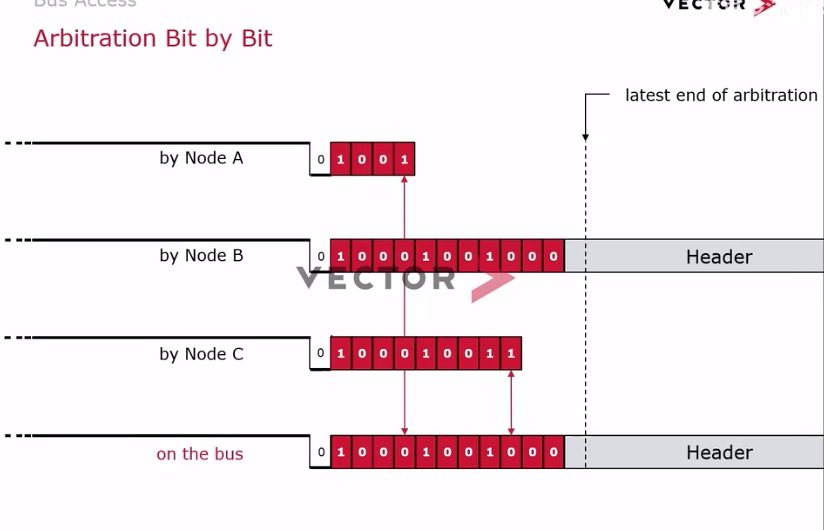 Bus Access
VECTOR
Arbitration Bit by Bit
latest end of arbitration
by Node A 0 1 0 0 1
by Node B 0 1 0 0 0 1 0 0 1 0 0 0 Header
VECTOR
by Node C 0 1 0 0 0 1 0 0 1 1
on the bus 0 1 0 0 0 1 0 0 1 0 0 0 Header